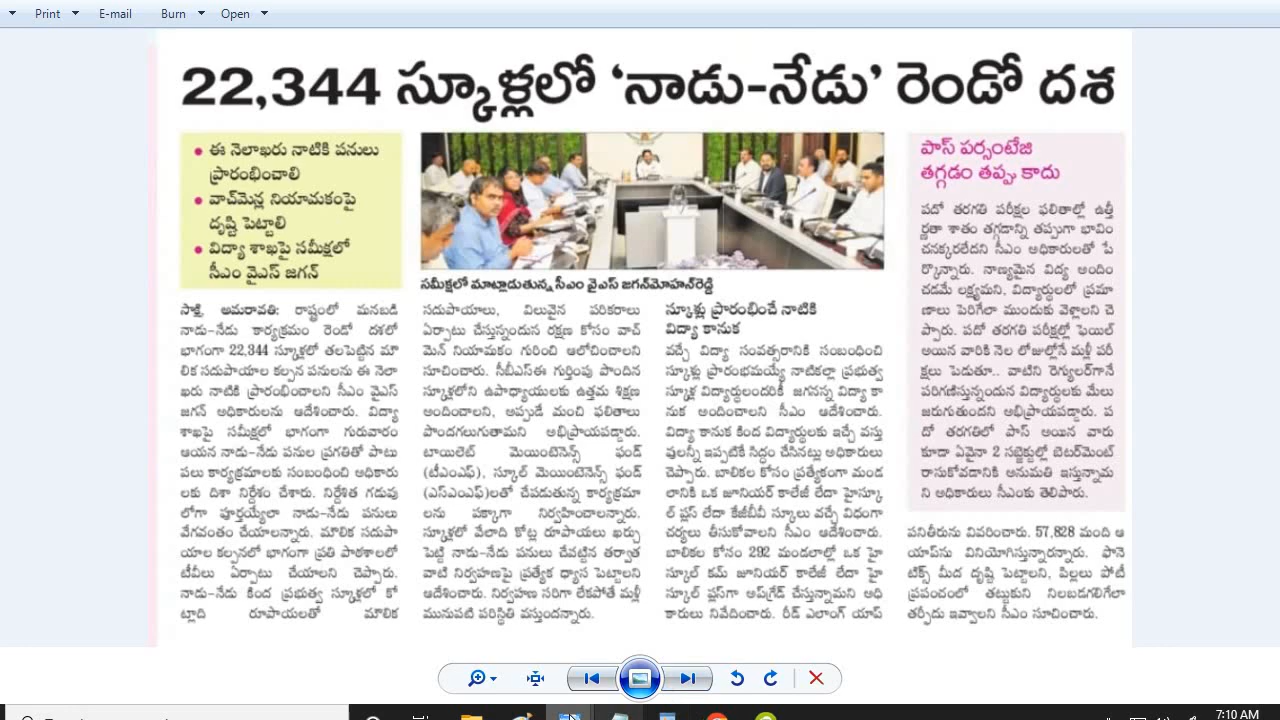 Print
E-mail
Burn
Open
22,344 స్కూళ్లలో ‘నాడు-నేడు’ రెండో దశ
• ఈ నెలాఖరు నాటికి పనులు
ప్రారంభించాలి
• వాచ్‌మెన్ల నియామకంపై
దృష్టి పెట్టాలి
• విద్యా శాఖపై సమీక్షలో
సీఎం వైఎస్ జగన్
సమీక్షలో మాట్లాడుతున్న సీఎం వైఎస్ జగన్‌మోహన్‌రెడ్డి
సాక్షి, అమరావతి: రాష్ట్రంలో మనబడి
నాడు-నేడు కార్యక్రమం రెండో దశలో
భాగంగా 22,344 స్కూళ్లలో తలపెట్టిన మౌ
లిక సదుపాయాల కల్పన పనులను ఈ నెలా
ఖరు నాటికి ప్రారంభించాలని సీఎం వైఎస్
జగన్ అధికారులను ఆదేశించారు. విద్యా
శాఖపై సమీక్షలో భాగంగా గురువారం
ఆయన నాడు-నేడు పనుల ప్రగతితో పాటు
పలు కార్యక్రమాలకు సంబంధించి అధికారు
లకు దిశా నిర్దేశం చేశారు. నిర్దేశిత గడువు
లోగా పూర్తయ్యేలా నాడు-నేడు పనులు
వేగవంతం చేయాలన్నారు. మౌలిక సదుపా
యాల కల్పనలో భాగంగా ప్రతి పాఠశాలలో
టీవీలు ఏర్పాటు చేయాలని చెప్పారు.
నాడు-నేడు కింద ప్రభుత్వ స్కూళ్లలో కో
ట్లాది రూపాయలతో మౌలిక
సదుపాయాలు, విలువైన పరికరాలు
ఏర్పాటు చేస్తున్నందున రక్షణ కోసం వాచ్
మెన్ నియామకం గురించి ఆలోచించాలని
సూచించారు. సీబీఎస్ఈ గుర్తింపు పొందిన
స్కూళ్లలోని ఉపాధ్యాయులకు ఉత్తమ శిక్షణ
అందించాలని, అప్పుడే మంచి ఫలితాలు
పొందగలుగుతామని అభిప్రాయపడ్డారు.
టాయిలెట్ మెయింటెనెన్స్ ఫండ్
(టీఎంఎఫ్), స్కూల్ మెయింటెనెన్స్ ఫండ్
(ఎస్ఎంఎఫ్)లతో చేపడుతున్న కార్యక్రమా
లను పక్కాగా నిర్వహించాలన్నారు.
స్కూళ్లలో వేలాది కోట్ల రూపాయలు ఖర్చు
పెట్టి నాడు-నేడు పనులు చేపట్టిన తర్వాత
వాటి నిర్వహణపై ప్రత్యేక ధ్యాస పెట్టాలని
ఆదేశించారు. నిర్వహణ సరిగా లేకపోతే మళ్లీ
మునుపటి పరిస్థితి వస్తుందన్నారు.
స్కూళ్లు ప్రారంభించే నాటికి
విద్యా కానుక
వచ్చే విద్యా సంవత్సరానికి సంబంధించి
స్కూళ్లు ప్రారంభమయ్యే నాటికల్లా ప్రభుత్వ
స్కూళ్ల విద్యార్థులందరికీ జగనన్న విద్యా కా
నుక అందించాలని సీఎం ఆదేశించారు.
విద్యా కానుక కింద విద్యార్థులకు ఇచ్చే వస్తు
వులన్నీ ఇప్పటికే సిద్ధం చేసినట్లు అధికారులు
చెప్పారు. బాలికల కోసం ప్రత్యేకంగా మండ
లానికి ఒక జూనియర్ కాలేజీ లేదా హైస్కూ
ల్ ప్లస్ లేదా కేజీబీవీ స్కూలు వచ్చే విధంగా
చర్యలు తీసుకోవాలని సీఎం ఆదేశించారు.
బాలికల కోసం 292 మండలాల్లో ఒక హై
స్కూల్ కమ్ జూనియర్ కాలేజీ లేదా హై
స్కూల్ ప్లస్‌గా అప్‌గ్రేడ్ చేస్తున్నామని అధి
కారులు నివేదించారు. రీడ్ ఎలాంగ్ యాప్
పాస్ పర్సంటేజి
తగ్గడం తప్పు కాదు
పదో తరగతి పరీక్షల ఫలితాల్లో ఉత్తీ
ర్ణతా శాతం తగ్గడాన్ని తప్పుగా భావిం
చనక్కరలేదని సీఎం అధికారులతో పే
ర్కొన్నారు. నాణ్యమైన విద్య అందిం
చడమే లక్ష్యమని, విద్యార్థులలో ప్రమా
ణాలు పెరిగేలా ముందుకు వెళ్లాలని చె
ప్పారు. పదో తరగతి పరీక్షల్లో ఫెయిల్
అయిన వారికి నెల రోజుల్లోనే మళ్లీ పరీ
క్షలు పెడుతూ.. వాటిని రెగ్యులర్‌గానే
పరిగణిస్తున్నందున విద్యార్థులకు మేలు
జరుగుతుందని అభిప్రాయపడ్డారు. ప
దో తరగతిలో పాస్ అయిన వారు
కూడా ఏవైనా 2 సబ్జెక్టుల్లో బెటర్‌మెంట్
రాసుకోవడానికి అనుమతి ఇస్తున్నామ
ని అధికారులు సీఎంకు తెలిపారు.
పనితీరును వివరించారు. 57,828 మంది ఆ
యాప్‌ను వినియోగిస్తున్నారన్నారు. ఫొనె
టిక్స్ మీద దృష్టి పెట్టాలని, పిల్లలు పోటీ
ప్రపంచంలో తట్టుకుని నిలబడగలిగేలా
తర్ఫీదు ఇవ్వాలని సీఎం సూచించారు.
7:10 AM